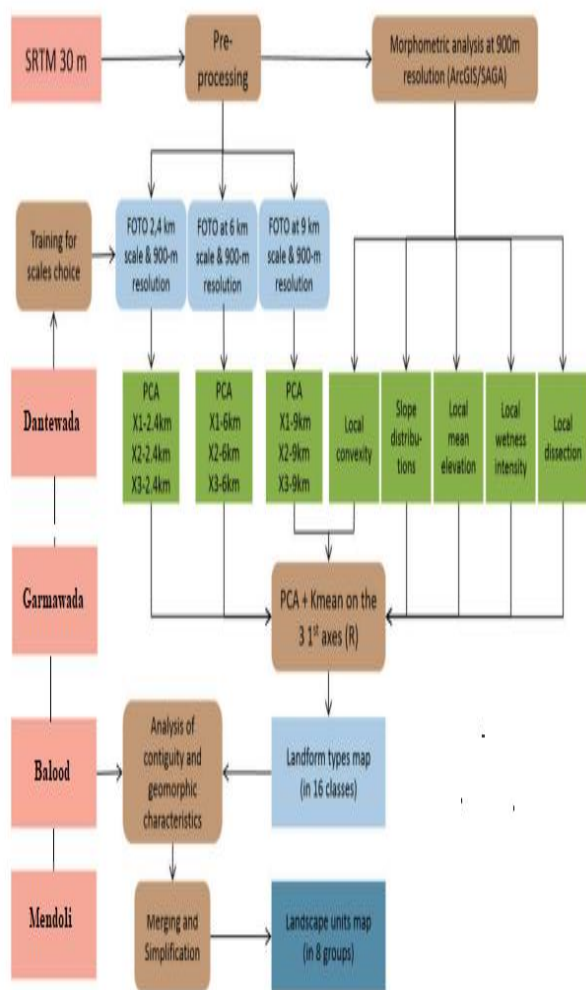 SRTM 30 m
Pre-
processing
Morphometric analysis at 900m
resolution (ArcGIS/SAGA)
Training for
scales choice
FOTO 2,4 km
scale & 900-m
resolution
FOTO at 6 km
scale & 900-m
resolution
FOTO at 9 km
scale & 900-m
resolution
Dantewada
PCA
X1-2.4km
X2-2.4km
X3-2.4km
PCA
X1-6km
X2-6km
X3-6km
PCA
X1-9km
X2-9km
X3-9km
Local
convexity
Slope
distribu-
tions
Local
mean
elevation
Local
wetness
intensity
Local
dissection
Garmawada
PCA + Kmean on the
3 1st axes (R)
Balood
Analysis of
contiguity and
geomorphic
characteristics
Landform types map
(in 16 classes)
Mendoli
Merging and
Simplification
Landscape units map
(in 8 groups)